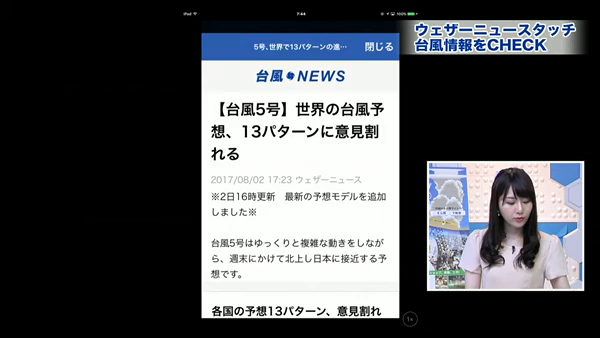 iPad
7:44
100%
ウェザーニュースタッチ
台風情報をCHECK
5号、世界で13パターンの進…
閉じる
台風 NEWS
【台風5号】世界の台風予
想、13パターンに意見割
れる
2017/08/02 17:23 ウェザーニュース
※2日16時更新 最新の予想モデルを追加
しました※
台風5号はゆっくりと複雑な動きをしなが
ら、週末にかけて北上し日本に接近する予
想です。
各国の予想13パターン、意見割れ
1×